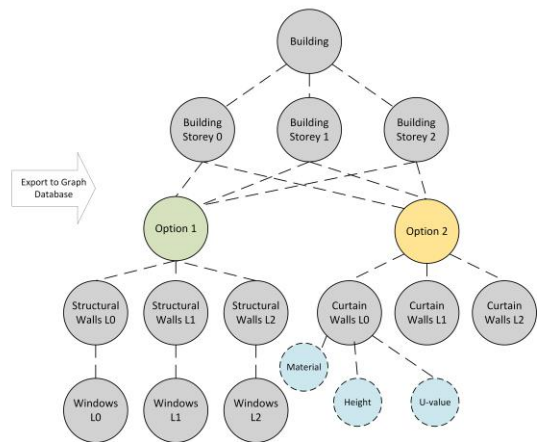 Building
Building
Storey 0
Building
Storey 1
Building
Storey 2
Export to Graph
Database
Option 1
Option 2
Structural
Walls L0
Structural
Walls L1
Structural
Walls L2
Curtain
Walls L0
Curtain
Walls L1
Curtain
Walls L2
Material
Height
U-value
Windows
L0
Windows
L1
Windows
L2